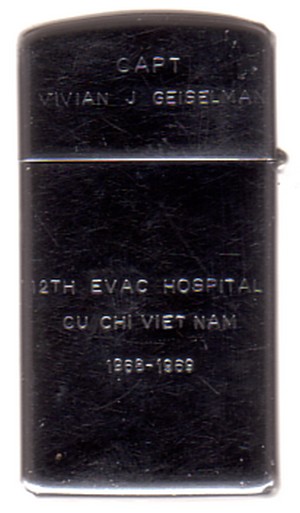 CAPT
VIVIAN J GEISELMAN
12TH EVAC HOSPITAL
CU CHI VIET NAM
1968-1969